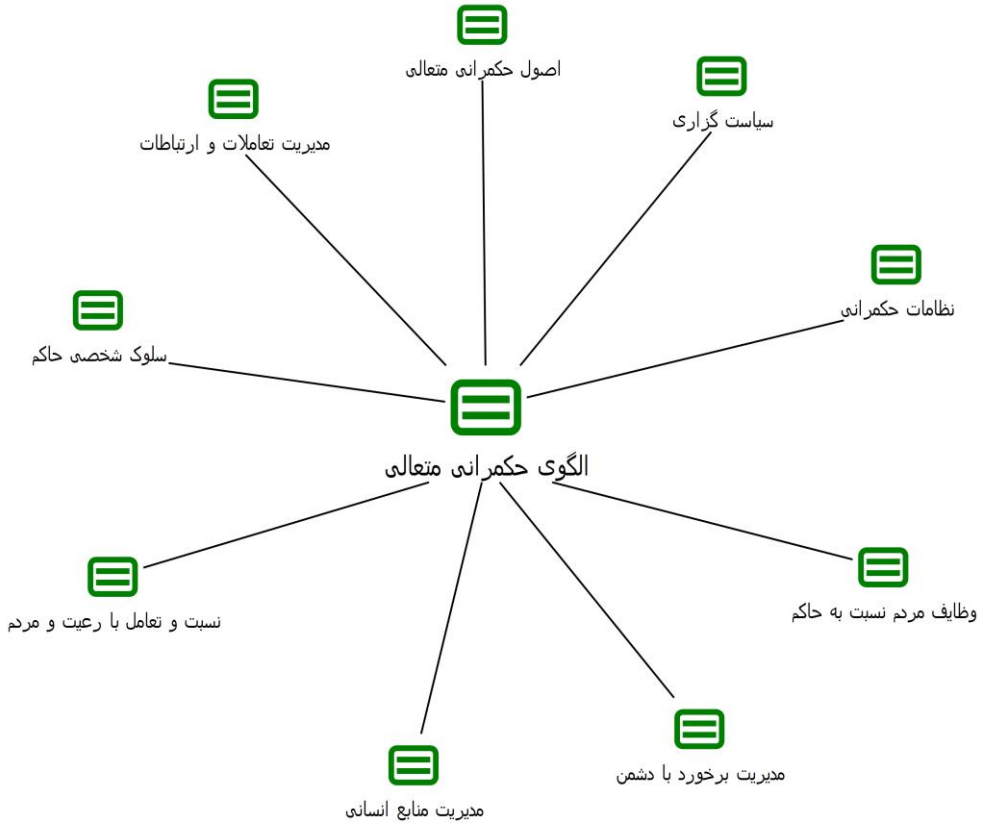 اصول حکمرانی متعالی
سیاست گزاری
مدیریت تعاملات و ارتباطات
نظامات حکمرانی
سلوک شخصی حاکم
الگوی حکمرانی متعالی
وظایف مردم نسبت به حاکم
نسبت و تعامل با رعیت و مردم
مدیریت برخورد با دشمن
مدیریت منابع انسانی